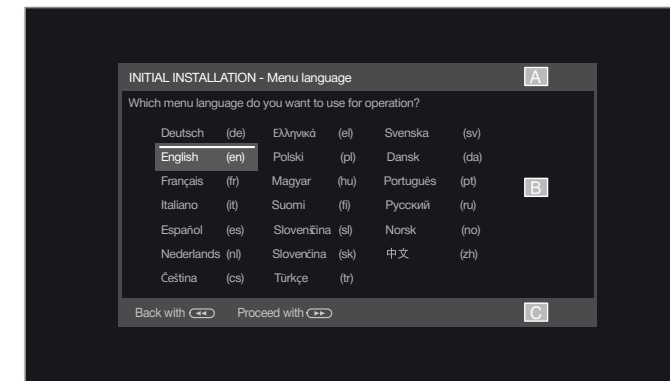 INITIAL INSTALLATION - Menu language A
Which menu language do you want to use for operation?
Deutsch (de) Ελληνικά (el) Svenska (sv)
English (en) Polski (pl) Dansk (da)
Français (fr) Magyar (hu) Português (pt)
B
Italiano (it) Suomi (fi) Русский (ru)
Español (es) (sl) Norsk (no)
Nederlands (nl) Slovenčina (sk) 中文 (zh)
Čeština (cs) Türkçe (tr)
Back with ◀◀ Proceed with ▶▶ C